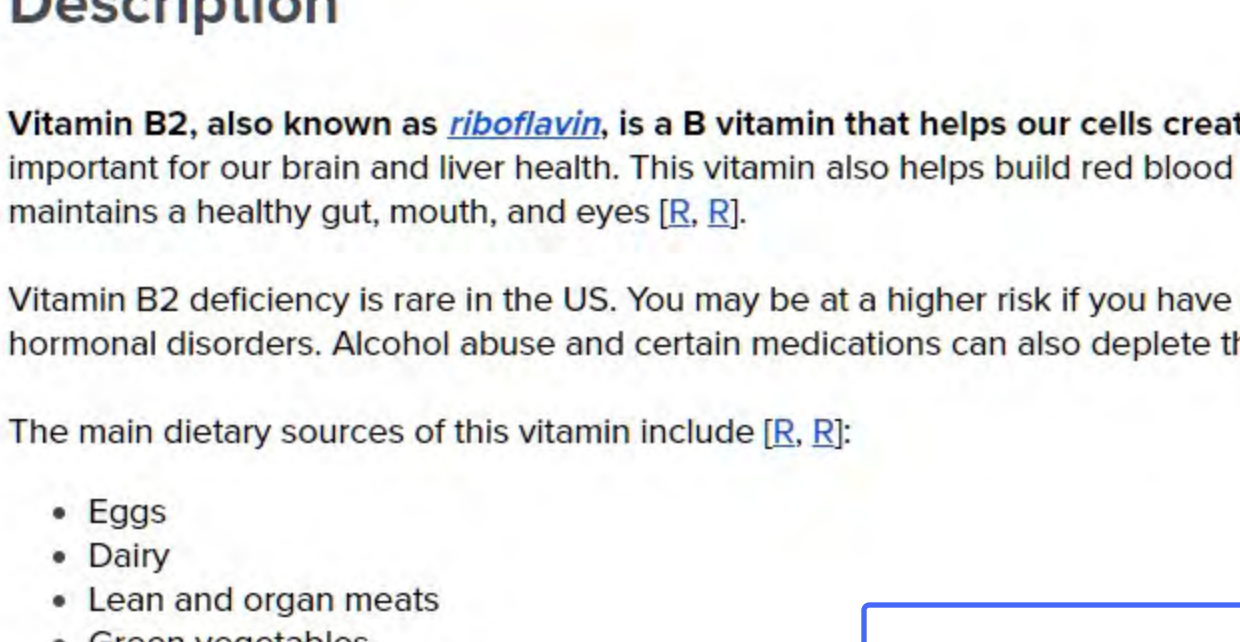 Description
Vitamin B2, also known as riboflavin, is a B vitamin that helps our cells creat
important for our brain and liver health. This vitamin also helps build red blood
maintains a healthy gut, mouth, and eyes [R, R].
Vitamin B2 deficiency is rare in the US. You may be at a higher risk if you have
hormonal disorders. Alcohol abuse and certain medications can also deplete th
The main dietary sources of this vitamin include [R, R]:
• Eggs
• Dairy
• Lean and organ meats
• Green vegetables